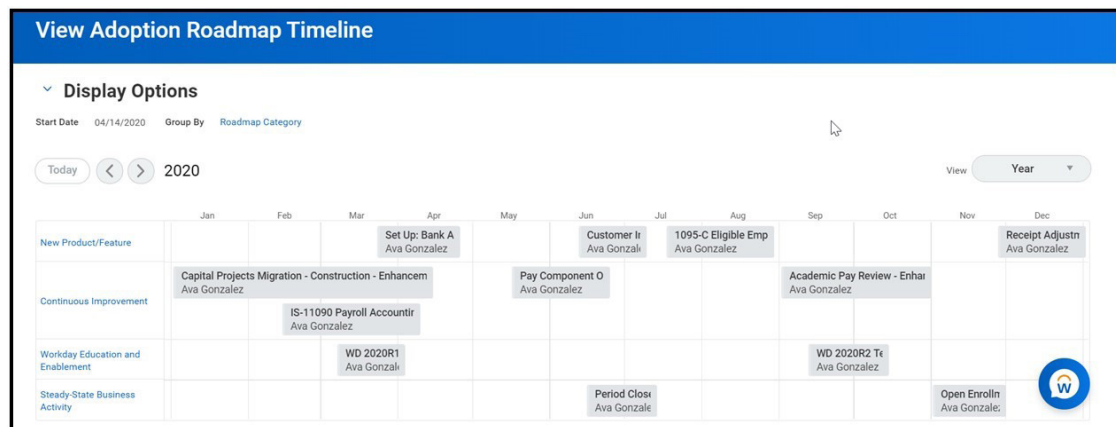 View Adoption Roadmap Timeline
Display Options
Start Date 04/14/2020 Group By Roadmap Category
Today 2020 View Year
Jan Feb Mar Apr May Jun Jul Aug Sep Oct Nov Dec
New Product/Feature
Set Up: Bank A
Ava Gonzalez
Customer Ir
Ava Gonzal
1095-C Eligible Emp
Ava Gonzalez
Receipt Adjustn
Ava Gonzalez
Continuous Improvement
Capital Projects Migration - Construction - Enhancem
Ava Gonzalez
Pay Component O
Ava Gonzalez
Academic Pay Review - Enhar
Ava Gonzalez
IS-11090 Payroll Accountir
Ava Gonzalez
Workday Education and
Enablement
WD 2020R1
Ava Gonzal
WD 2020R2 Te
Ava Gonzalez
Steady-State Business
Activity
Period Close
Ava Gonzale
Open Enrolln
Ava Gonzalez
W